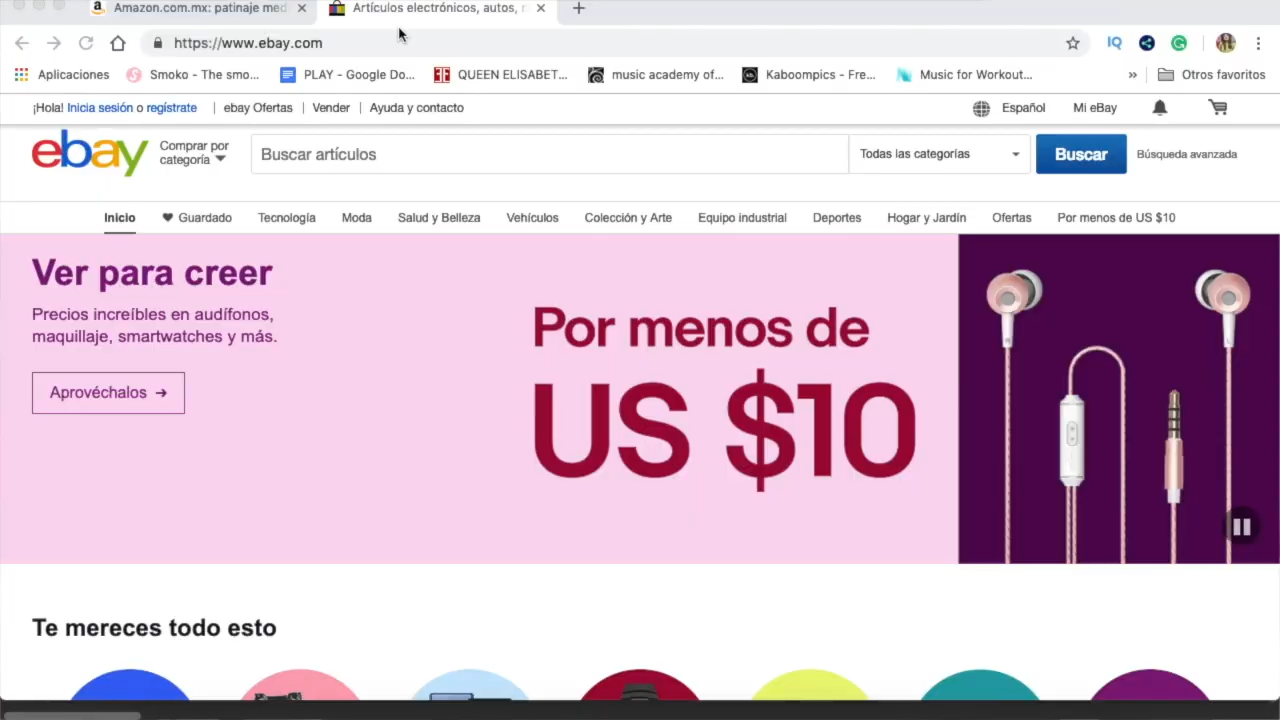 Amazon.com.mx: patinaje med
Artículos electrónicos, autos, r
https://www.ebay.com
IQ
Aplicaciones
Smoko - The smo...
PLAY - Google Do...
QUEEN ELISABET...
music academy of...
Kaboompics - Fre...
Music for Workout...
»
Otros favoritos
¡Hola! Inicia sesión o regístrate | ebay Ofertas | Vender | Ayuda y contacto
Español
Mi eBay
ebay
Comprar por
categoría
Buscar artículos
Todas las categorías
Buscar
Búsqueda avanzada
Inicio
Guardado
Tecnología
Moda
Salud y Belleza
Vehículos
Colección y Arte
Equipo industrial
Deportes
Hogar y Jardín
Ofertas
Por menos de US $10
Ver para creer
Precios increíbles en audífonos,
maquillaje, smartwatches y más.
Aprovéchalos →
Por menos de
US $10
Te mereces todo esto